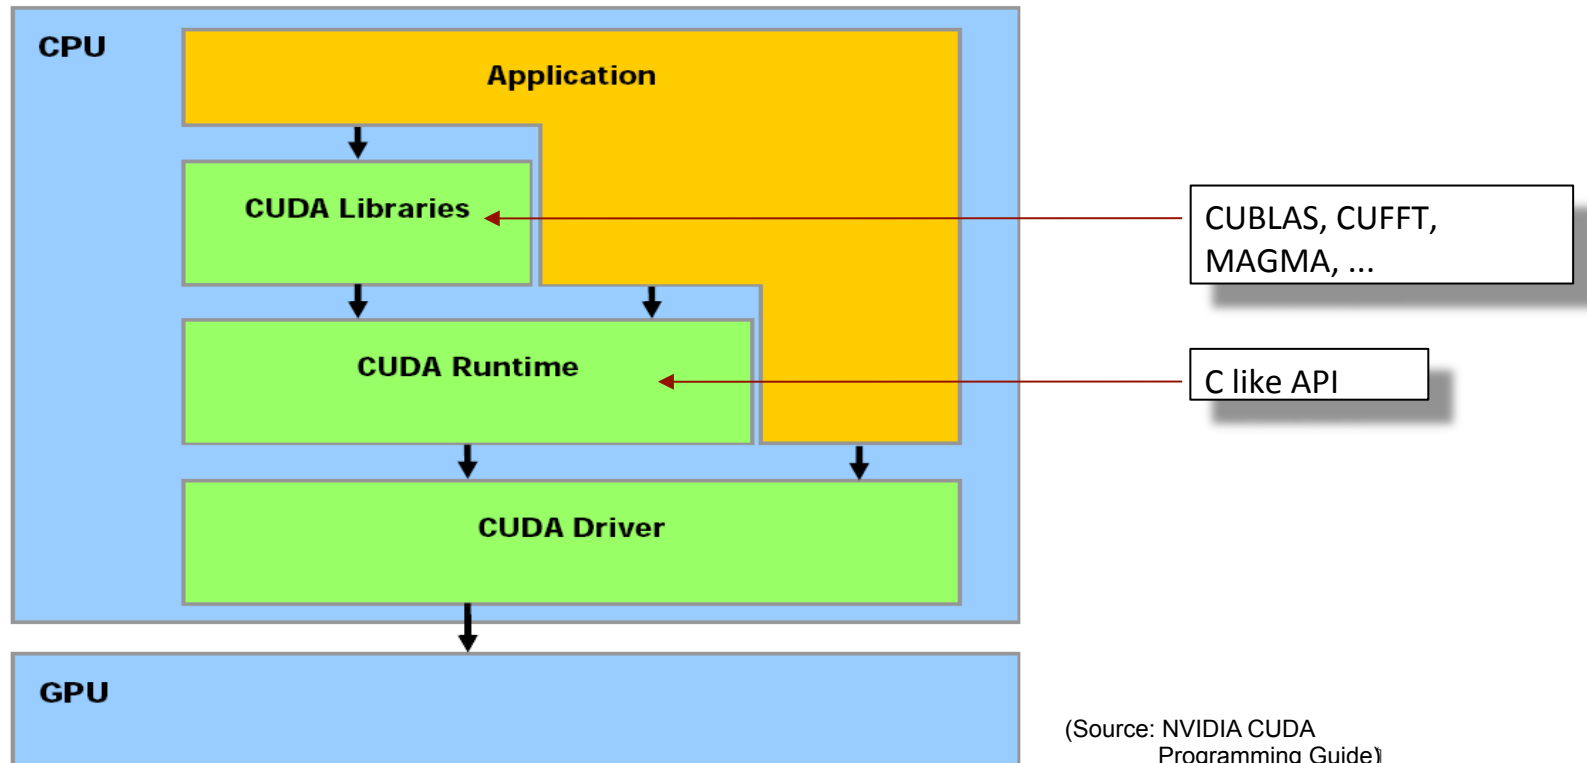 CPU
Application
CUDA Libraries
CUBLAS, CUFFT,
MAGMA, ...
CUDA Runtime
C like API
CUDA Driver
GPU
(Source: NVIDIA CUDA
Programming Guide)